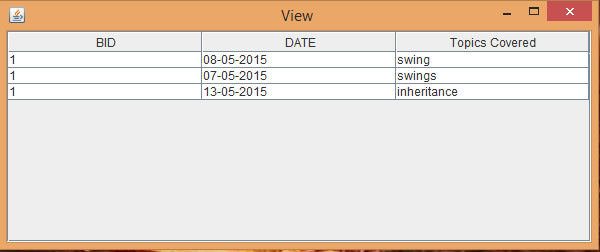 View
BID DATE Topics Covered
1 08-05-2015 swing
1 07-05-2015 swings
1 13-05-2015 inheritance